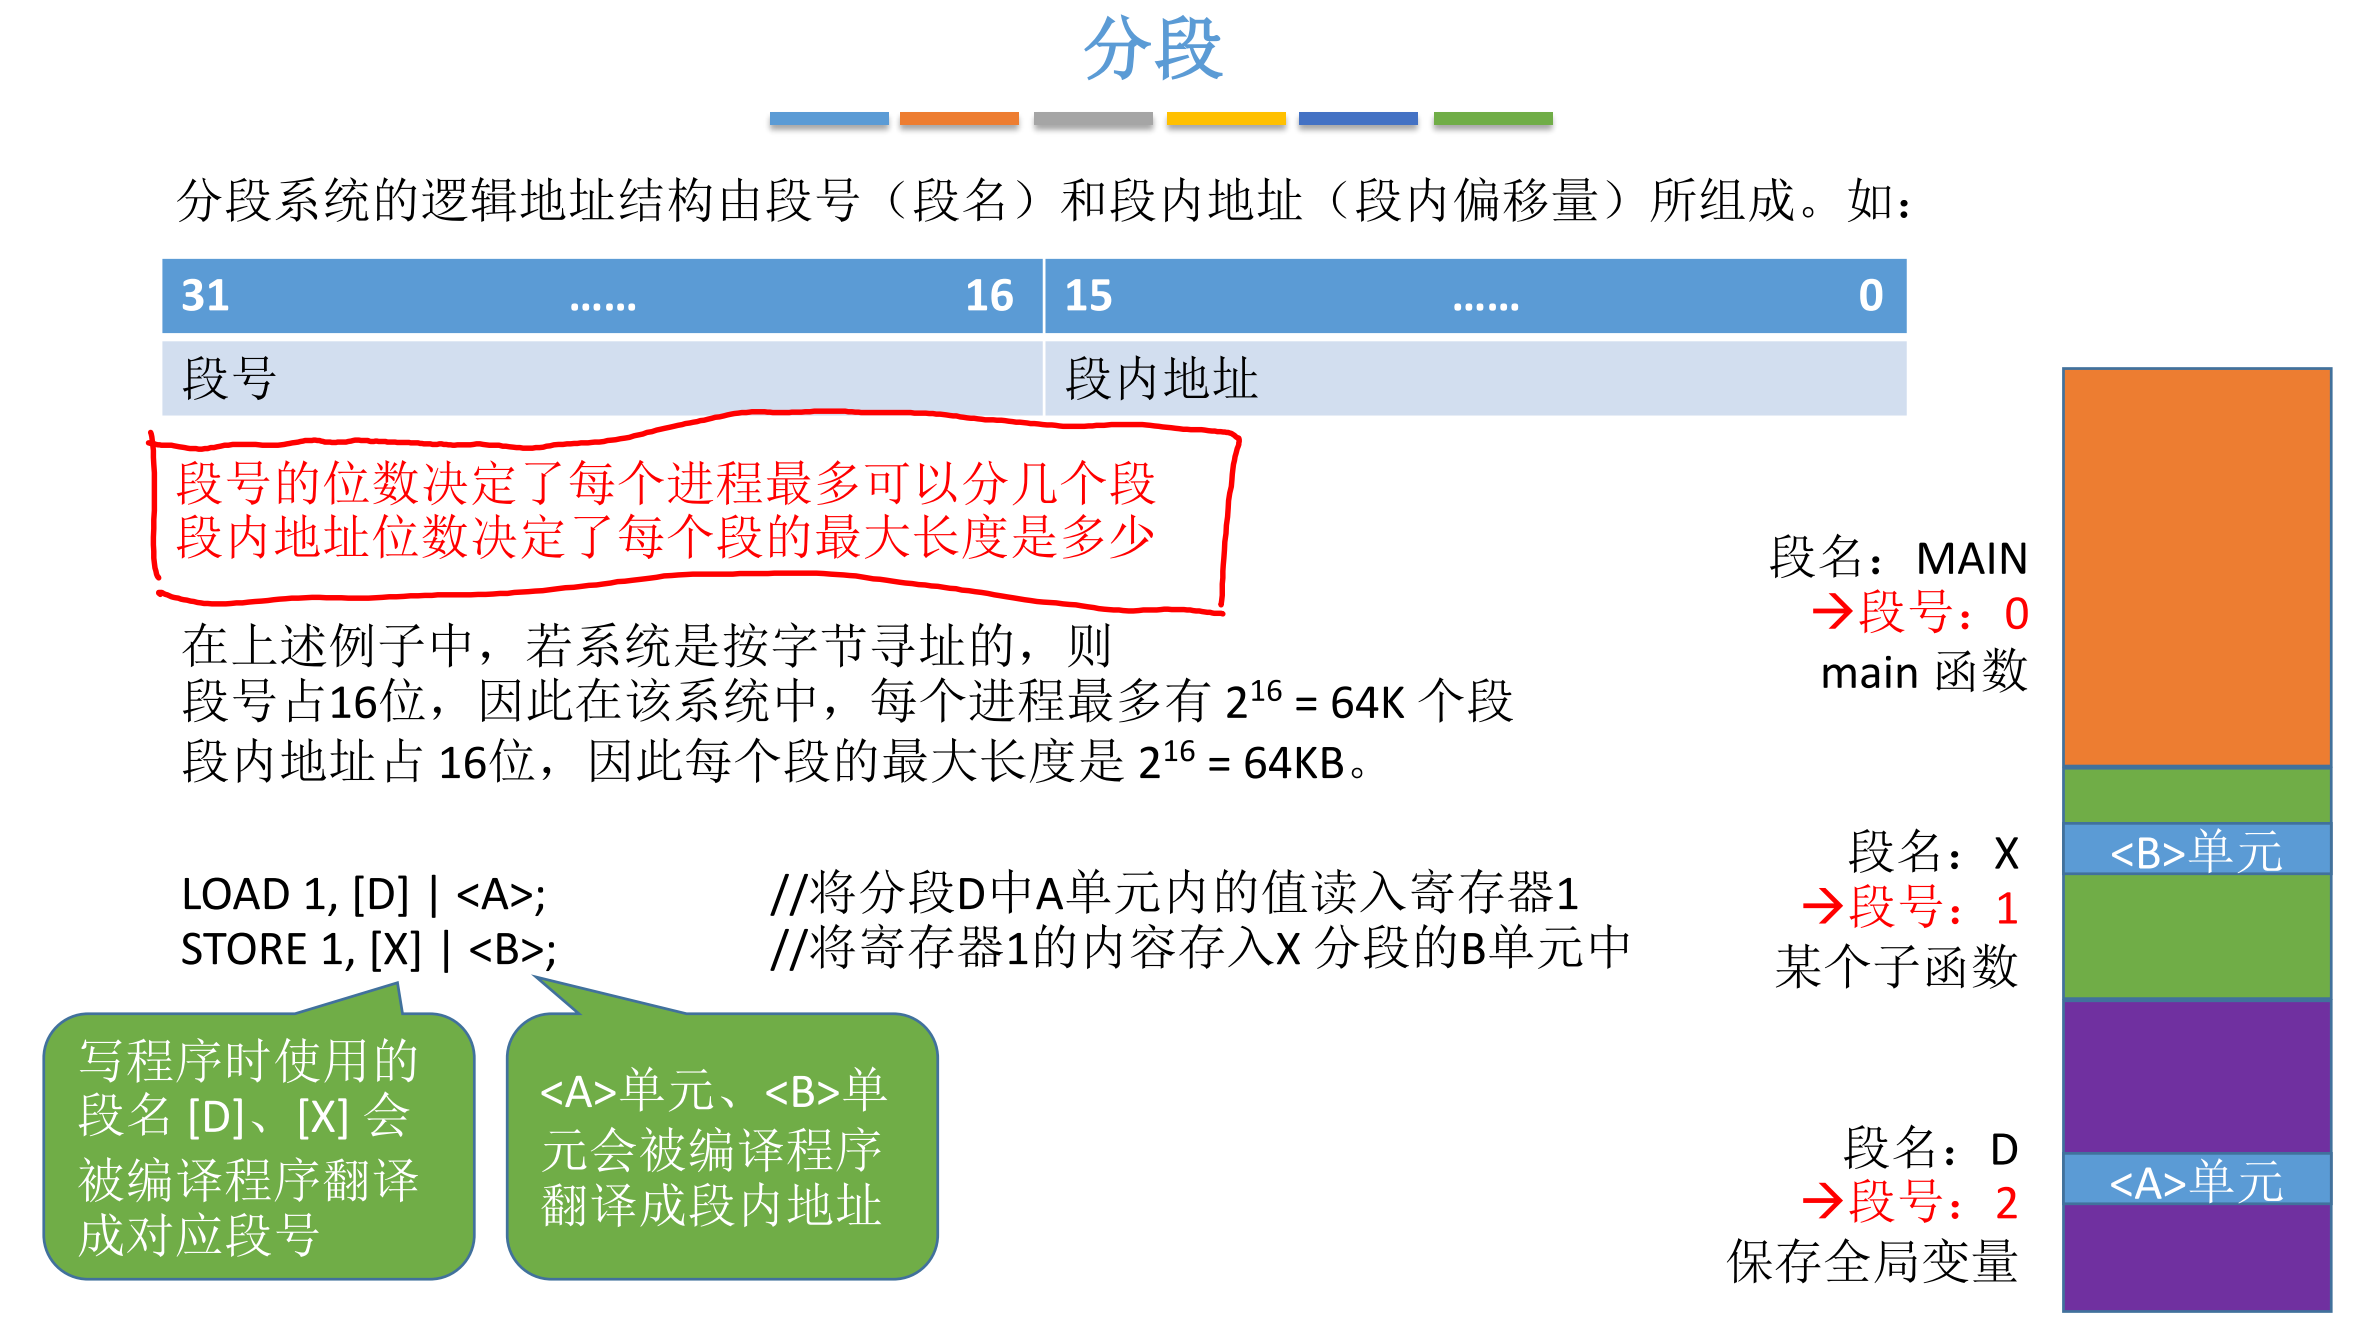 分段
分段系统的逻辑地址结构由段号（段名）和段内地址（段内偏移量）所组成。如：
31 …… 16 15 …… 0
段号 段内地址
段号的位数决定了每个进程最多可以分几个段
段内地址位数决定了每个段的最大长度是多少
在上述例子中，若系统是按字节寻址的，则
段号占16位，因此在该系统中，每个进程最多有 2¹⁶ = 64K 个段
段内地址占 16位，因此每个段的最大长度是 2¹⁶ = 64KB。
LOAD 1, [D] | <A>; //将分段D中A单元内的值读入寄存器1
STORE 1, [X] | <B>; //将寄存器1的内容存入X 分段的B单元中
写程序时使用的
段名 [D]、[X] 会
被编译程序翻译
成对应段号
<A>单元、<B>单
元会被编译程序
翻译成段内地址
段名：MAIN
→段号：0
main 函数
段名：X
→段号：1
某个子函数
<B>单元
段名：D
→段号：2
保存全局变量
<A>单元